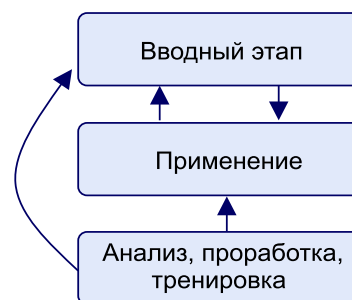 Вводный этап
Применение
Анализ, проработка,
тренировка